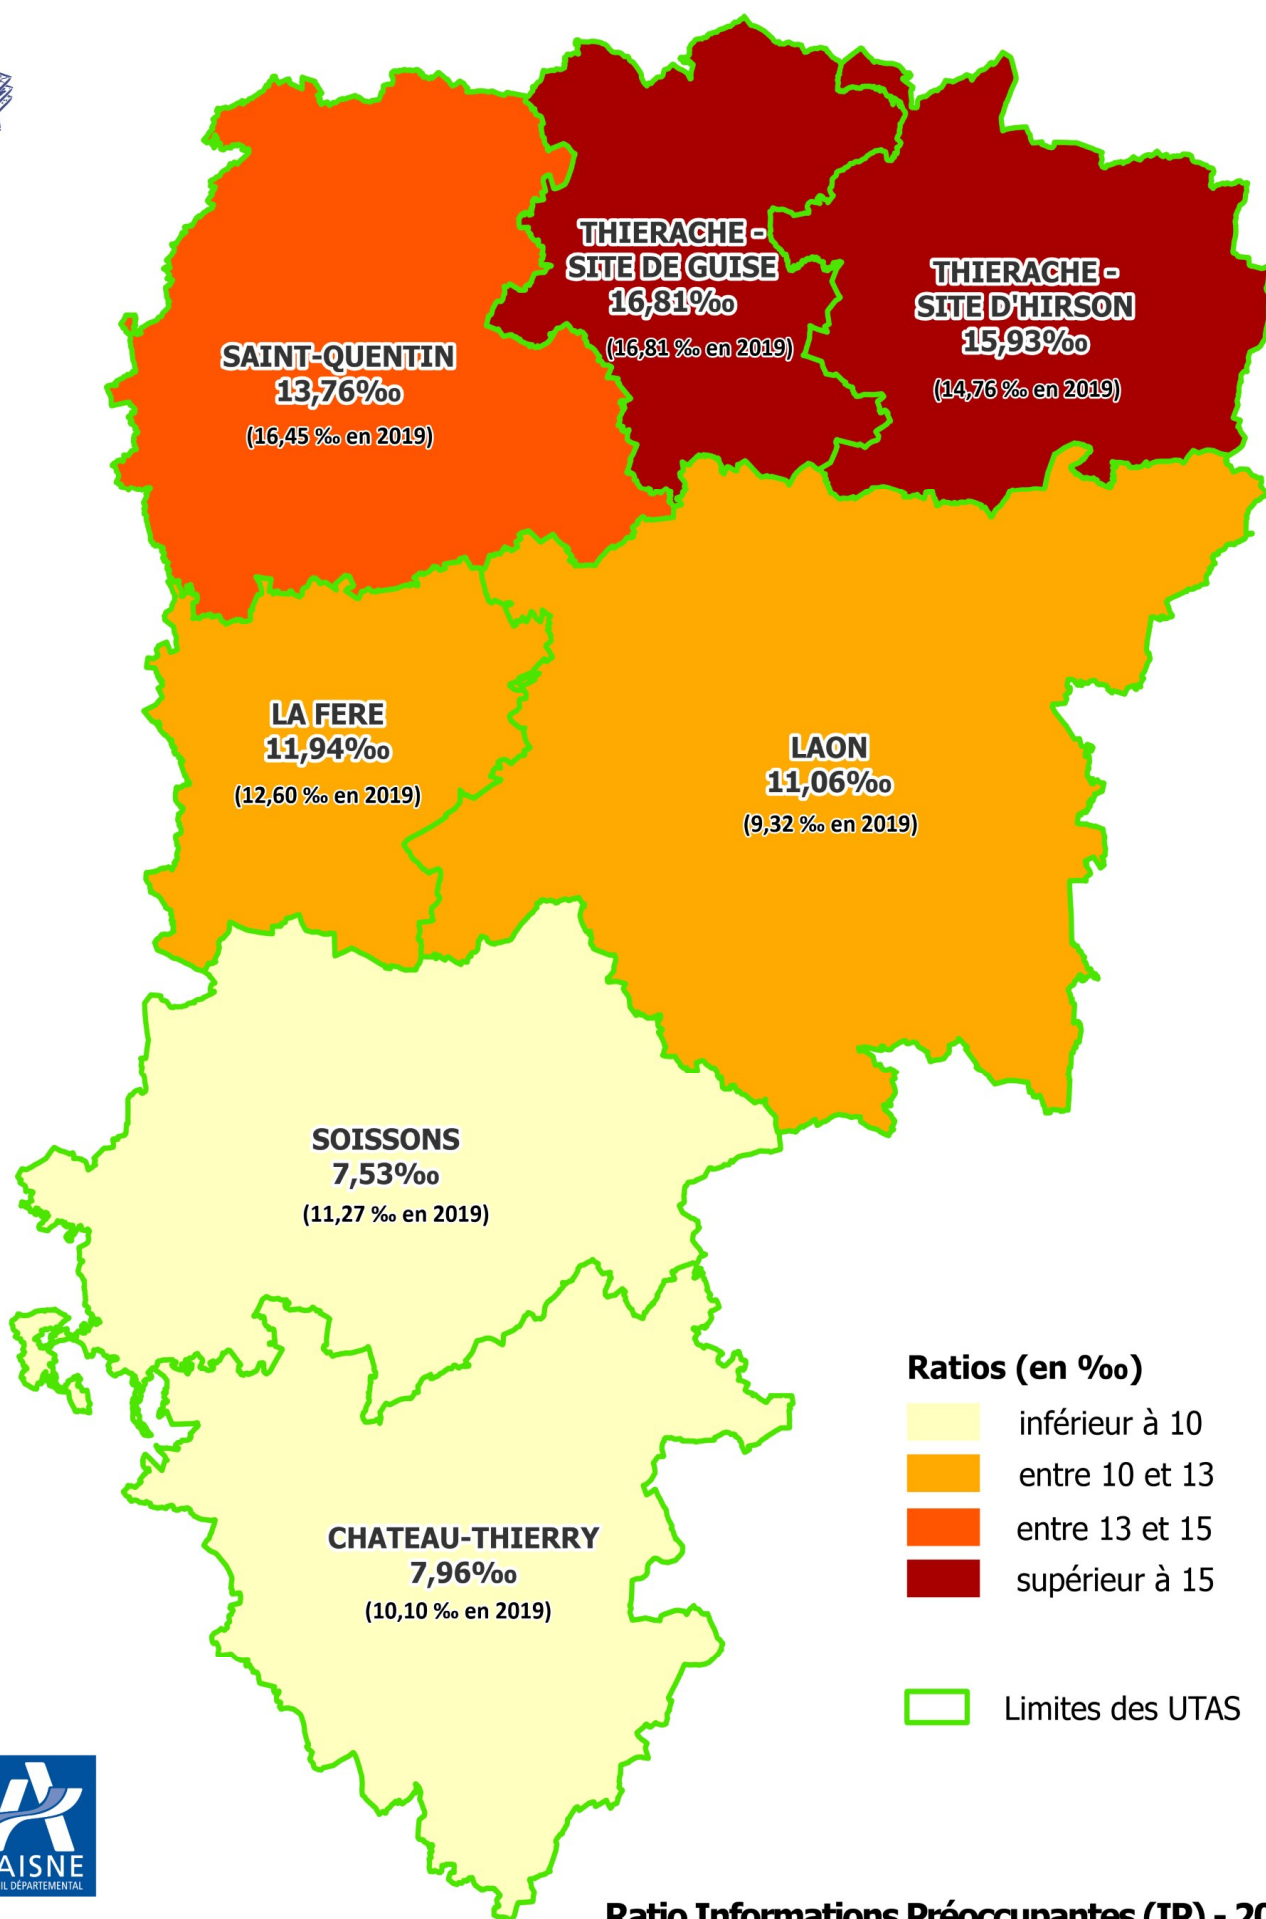 THIERACHE -
SITE DE GUISE
16,81‰
(16,81 ‰ en 2019)
THIERACHE -
SITE D'HIRSON
15,93‰
(14,76 ‰ en 2019)
SAINT-QUENTIN
13,76‰
(16,45 ‰ en 2019)
LA FERE
11,94‰
(12,60 ‰ en 2019)
LAON
11,06‰
(9,32 ‰ en 2019)
SOISSONS
7,53‰
(11,27 ‰ en 2019)
CHATEAU-THIERRY
7,96‰
(10,10 ‰ en 2019)
Ratios (en ‰)
inférieur à 10
entre 10 et 13
entre 13 et 15
supérieur à 15
Limites des UTAS
AISNE
DÉPARTEMENTAL
Ratio Informations Préoccupantes (IP) - 20